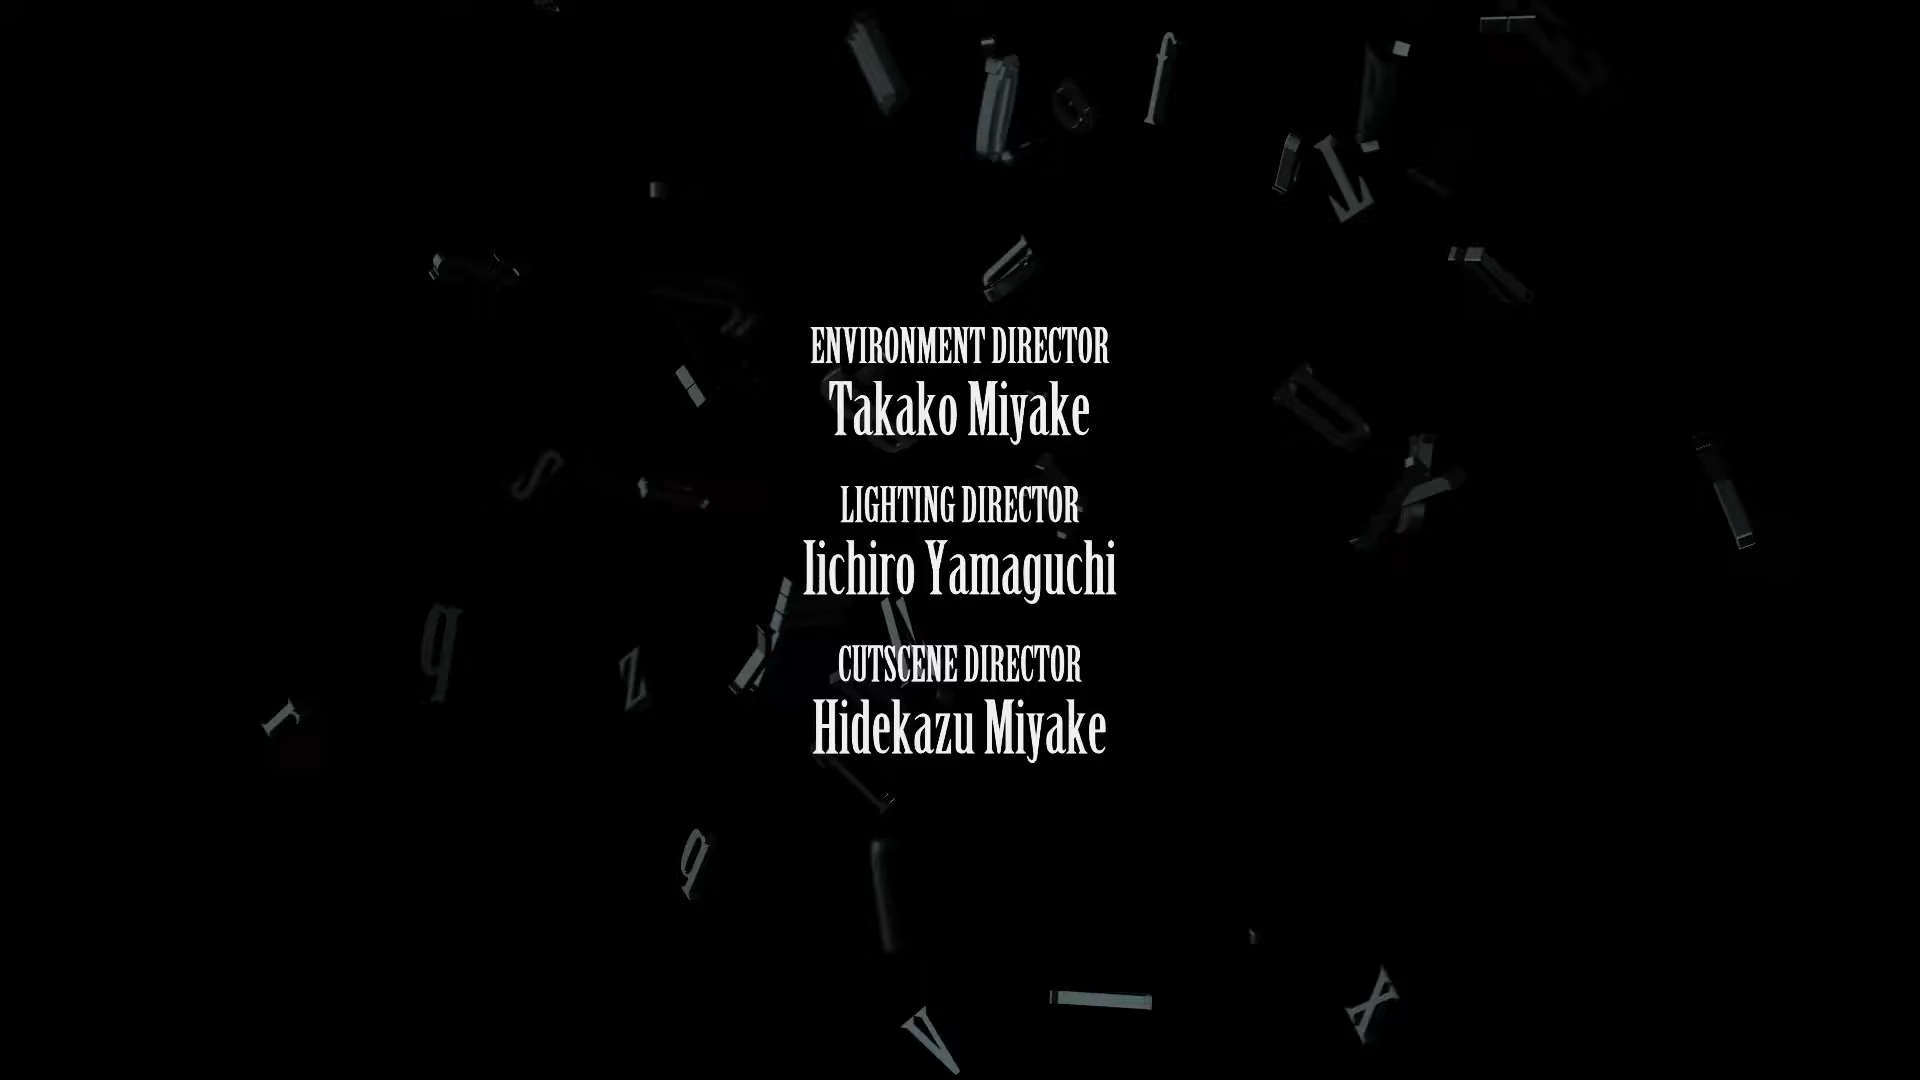 ENVIRONMENT DIRECTOR
Takako Miyake
LIGHTING DIRECTOR
Iichiro Yamaguchi
CUTSCENE DIRECTOR
Hidekazu Miyake